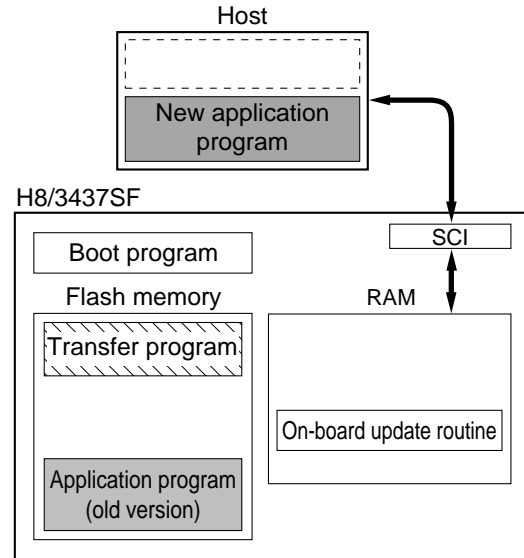 Host
New application
program
H8/3437SF
SCI
Boot program
Flash memory
RAM
Transfer program
On-board update routine
Application program
(old version)